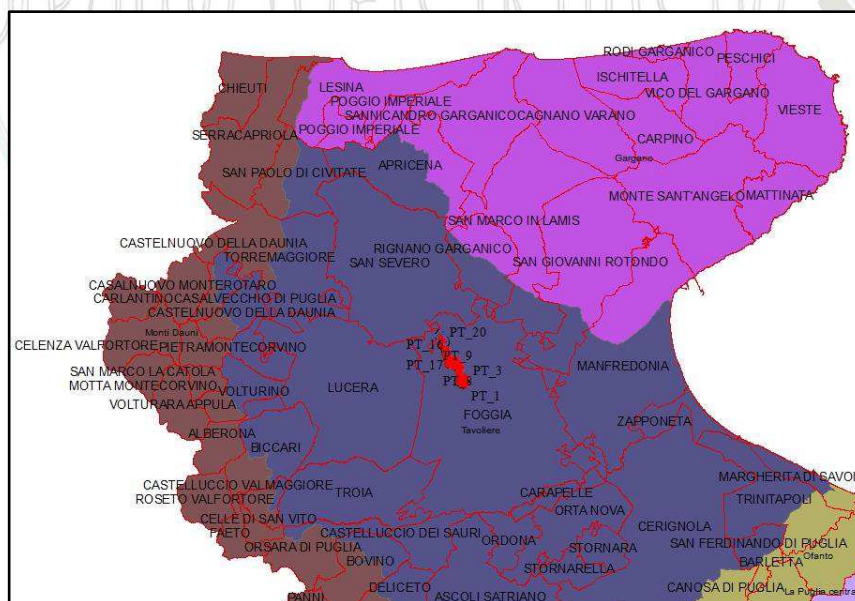 RODI GARGANICO
PESCHICI
CHIEUTI
LESINA
ISCHITELLA
POGGIO IMPERIALE
VICO DEL GARGANO
VIESTE
SANNICANDRO GARGANICO
CAGNANO VARANO
POGGIO IMPERIALE
SERRACAPRIOLA
CARPINO
Gargano
SAN PAOLO DI CIVITATE
APRICENA
MONTE SANT'ANGELO
MATTINATA
SAN MARCO IN LAMIS
CASTELNUOVO DELLA DAUNIA
TORREMAGGIORE
RIGNANO GARGANICO
SAN SEVERO
SAN GIOVANNI ROTONDO
CASALNUOVO MONTEROTARO
CARLANTINO
CASALVECCHIO DI PUGLIA
CASTELNUOVO DELLA DAUNIA
Monti Dauni
PT_20
CELENZA VALFORTORE
PIETRAMONTECORVINO
PT_16
PT_9
PT_17
PT_3
MANFREDONIA
SAN MARCO LA CATOLA
MOTTA MONTECORVINO
PT_8
VOLTURINO
LUCERA
PT_1
VOLTURARA APPULA
FOGGIA
ZAPPONETA
Tavoliere
ALBERONA
BICCARI
MARGHERITA DI SAVOI
CASTELLUCCIO VALMAGGIORE
TROIA
CARAPELLE
TRINITAPOLI
ROSETO VALFORTORE
ORTA NOVA
CELLE DI SAN VITO
CERIGNOLA
FAETO
CASTELLUCCIO DEI SAURI
ORDONA
SAN FERDINANDO DI PUGLIA
ORSARA DI PUGLIA
STORNARA
Ofanto
BOVINO
BARLETTA
STORNARELLA
DELICETO
CANOSA DI PUGLIA
La Puglia central
PANNI
ASCOLI SATRIANO